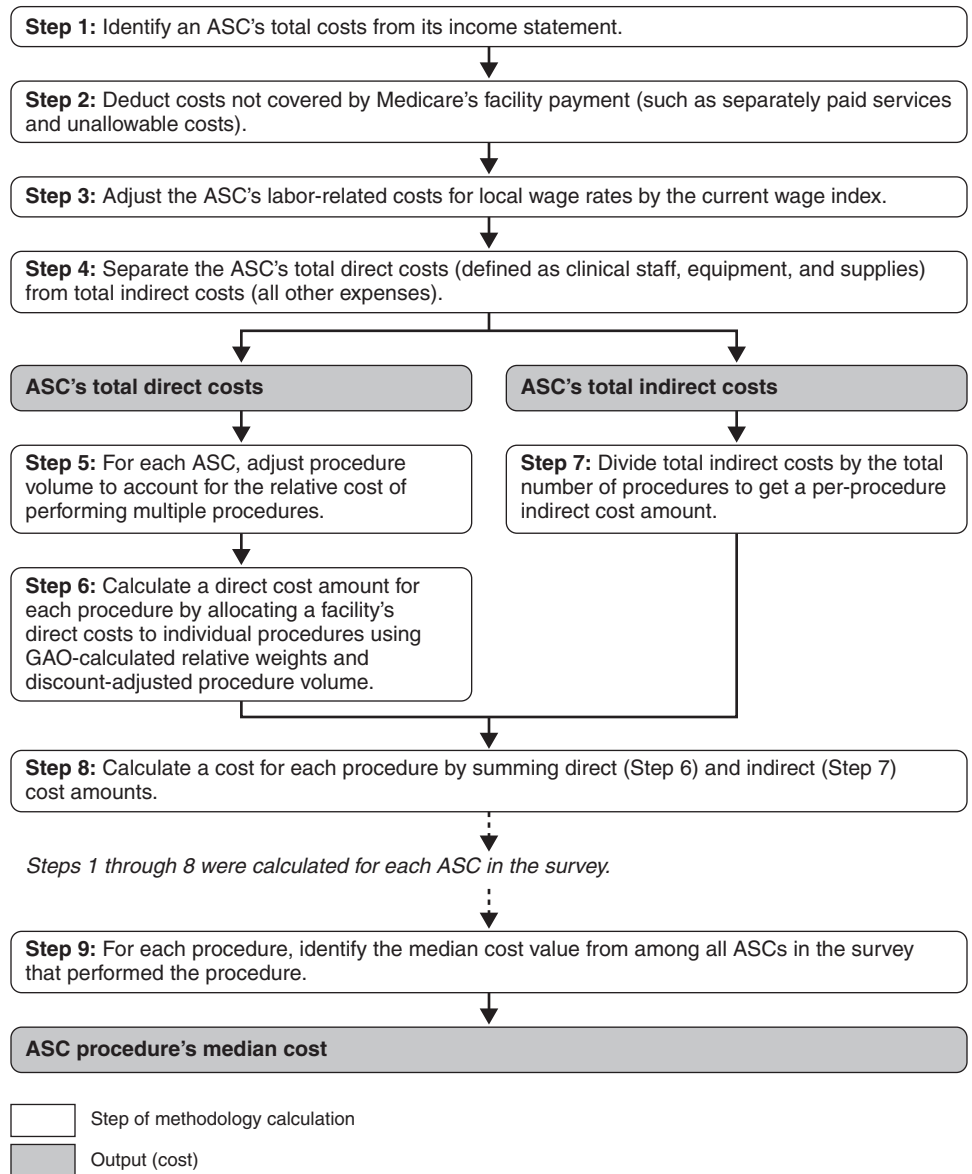 Step 1: Identify an ASC's total costs from its income statement.
Step 2: Deduct costs not covered by Medicare's facility payment (such as separately paid services
and unallowable costs).
Step 3: Adjust the ASC's labor-related costs for local wage rates by the current wage index.
Step 4: Separate the ASC's total direct costs (defined as clinical staff, equipment, and supplies)
from total indirect costs (all other expenses).
ASC's total direct costs
ASC's total indirect costs
Step 5: For each ASC, adjust procedure
volume to account for the relative cost of
performing multiple procedures.
Step 7: Divide total indirect costs by the total
number of procedures to get a per-procedure
indirect cost amount.
Step 6: Calculate a direct cost amount for
each procedure by allocating a facility's
direct costs to individual procedures using
GAO-calculated relative weights and
discount-adjusted procedure volume.
Step 8: Calculate a cost for each procedure by summing direct (Step 6) and indirect (Step 7)
cost amounts.
Steps 1 through 8 were calculated for each ASC in the survey.
Step 9: For each procedure, identify the median cost value from among all ASCs in the survey
that performed the procedure.
ASC procedure's median cost
Step of methodology calculation
Output (cost)